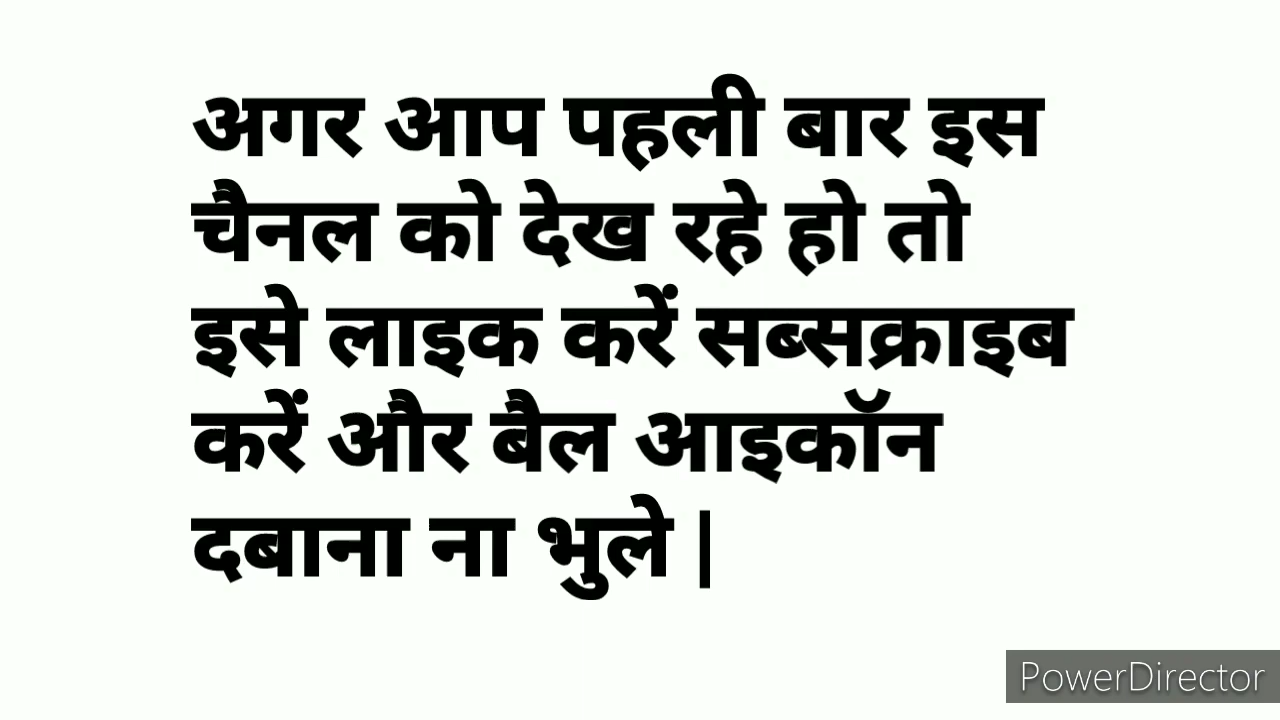 अगर आप पहली बार इस
चैनल को देख रहे हो तो
इसे लाइक करें सब्सक्राइब
करें और बैल आइकॉन
दबाना ना भुले |
PowerDirector